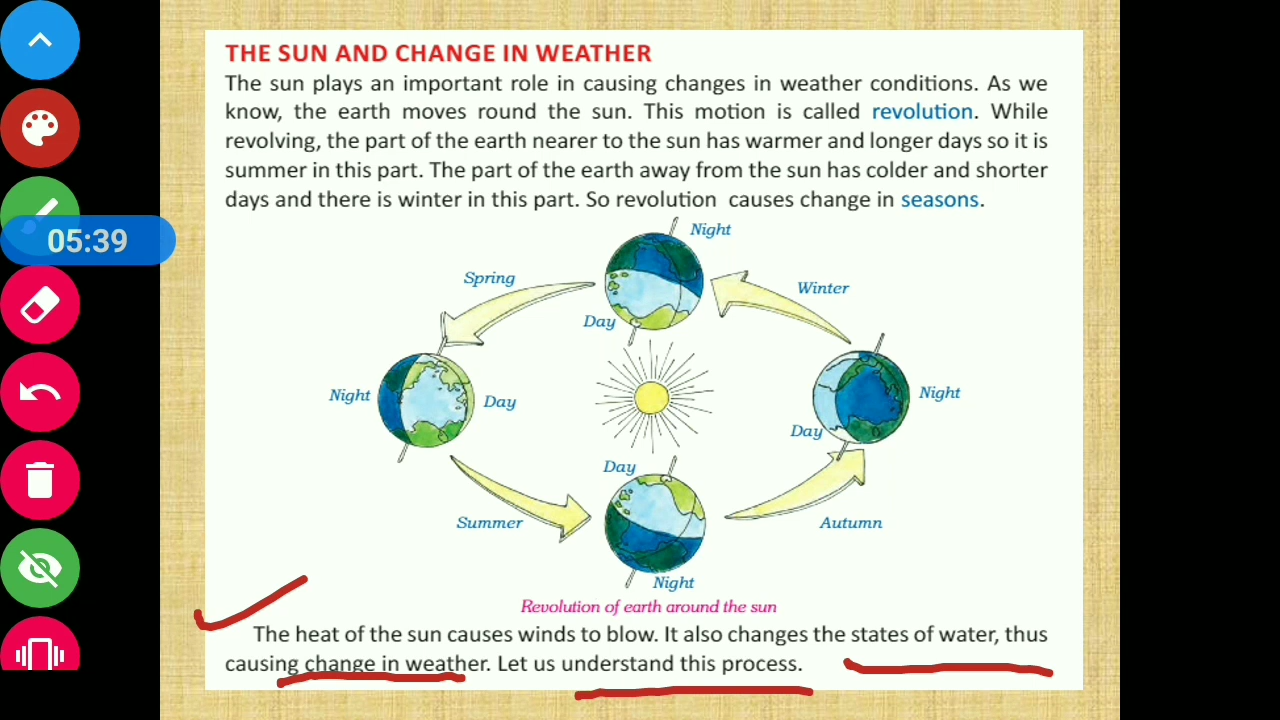 THE SUN AND CHANGE IN WEATHER
The sun plays an important role in causing changes in weather conditions. As we
know, the earth moves round the sun. This motion is called revolution. While
revolving, the part of the earth nearer to the sun has warmer and longer days so it is
summer in this part. The part of the earth away from the sun has colder and shorter
days and there is winter in this part. So revolution causes change in seasons.
05:39
Night
Spring
Winter
Day
Night
Day
Night
Day
Day
Summer
Autumn
Night
Revolution of earth around the sun
The heat of the sun causes winds to blow. It also changes the states of water, thus
causing change in weather. Let us understand this process.